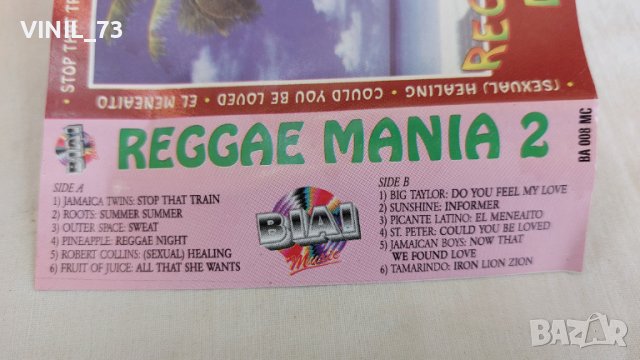 VINIL_73
STOP THAT TR
EL MENEAITO • COULD YOU BE LOVED • (SEXUAL) HEALING •
REGGAE MANIA 2
BA 008 MC
SIDE A
1) JAMAICA TWINS: STOP THAT TRAIN
2) ROOTS: SUMMER SUMMER
3) OUTER SPACE: SWEAT
4) PINEAPPLE: REGGAE NIGHT
5) ROBERT COLLINS: (SEXUAL) HEALING
6) FRUIT OF JUICE: ALL THAT SHE WANTS
BIAI
Music
SIDE B
1) BIG TAYLOR: DO YOU FEEL MY LOVE
2) SUNSHINE: INFORMER
3) PICANTE LATINO: EL MENEAITO
4) ST. PETER: COULD YOU BE LOVED
5) JAMAICAN BOYS: NOW THAT
WE FOUND LOVE
6) TAMARINDO: IRON LION ZION
BAZAR.BG